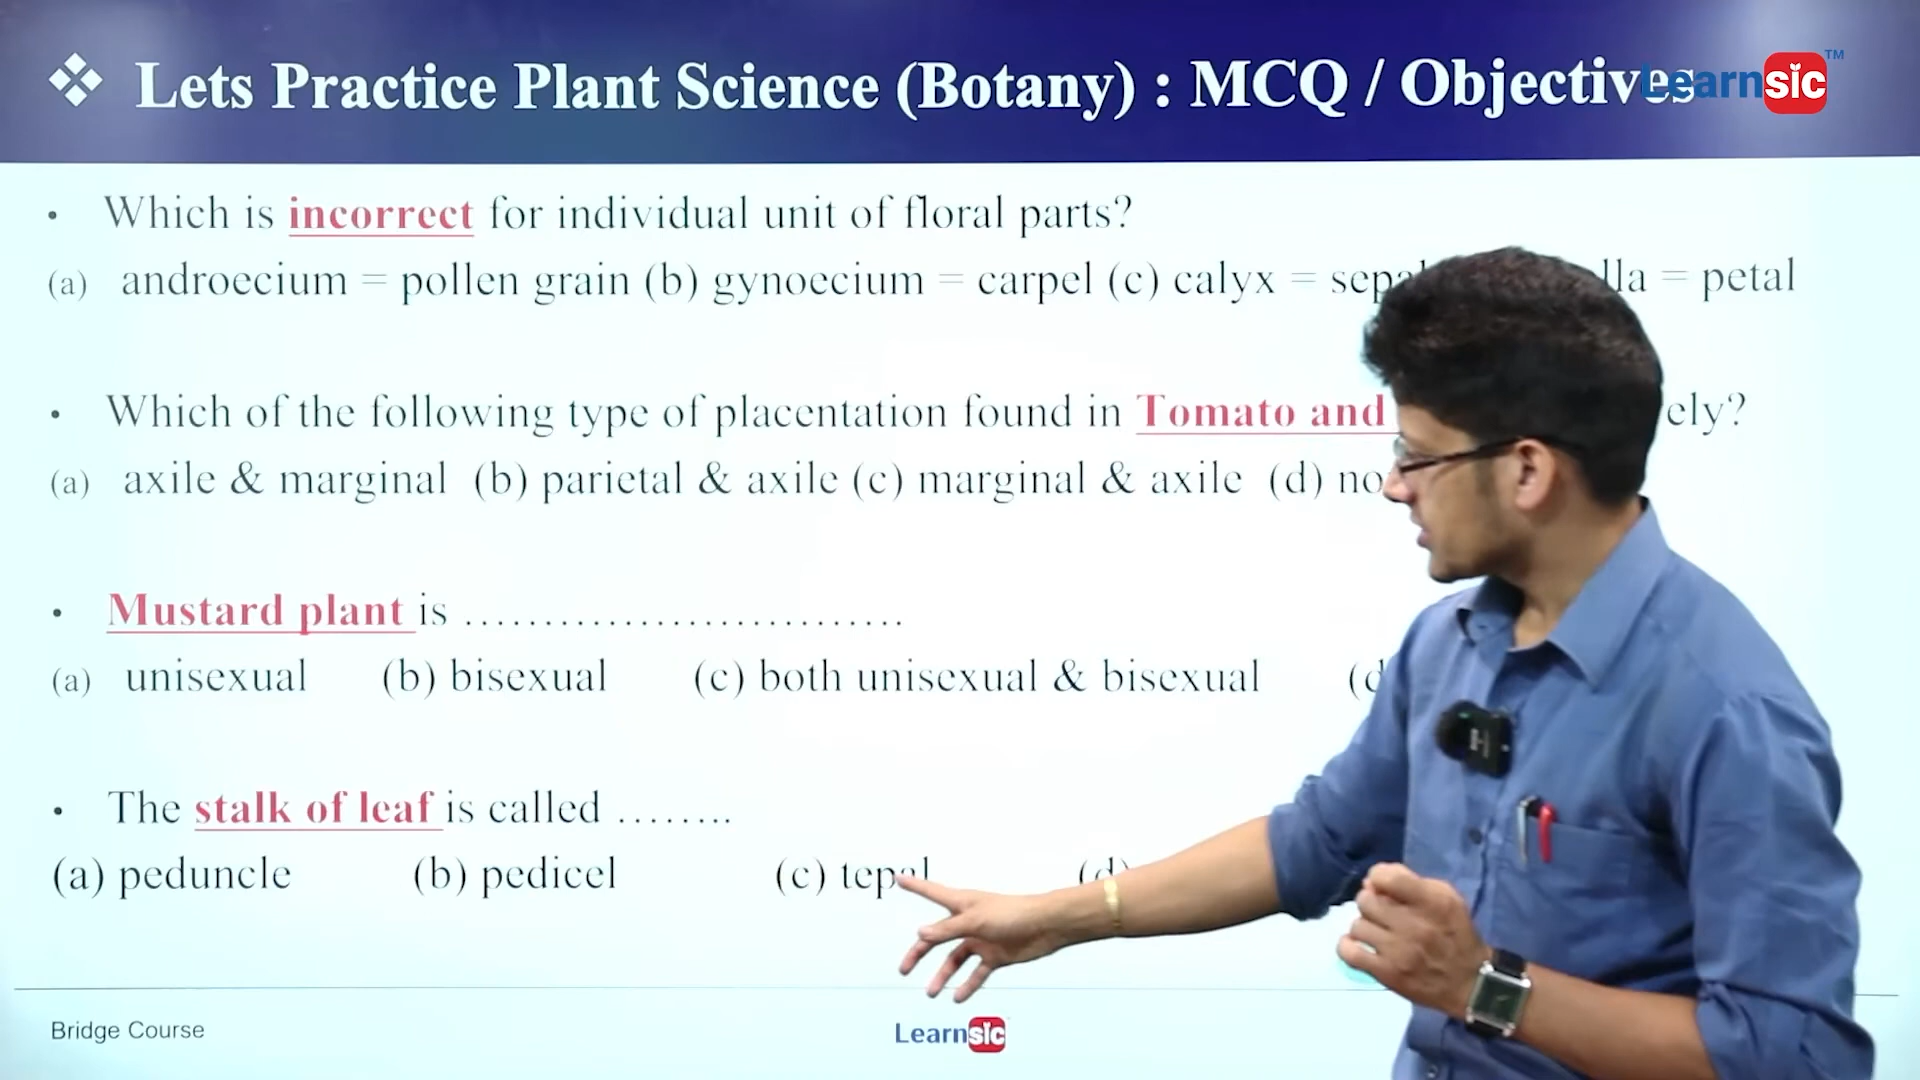 ❖ Lets Practice Plant Science (Botany) : MCQ / Objectives
Learnsic™
• Which is incorrect for individual unit of floral parts?
(a) androecium = pollen grain (b) gynoecium = carpel (c) calyx = = petal
• Which of the following type of placentation found in Tomato and
(a) axile & marginal (b) parietal & axile (c) marginal & axile (d)
• Mustard plant is ............................
(a) unisexual (b) bisexual (c) both unisexual & bisexual
• The stalk of leaf is called ........
(a) peduncle (b) pedicel (c) tepal (d)
Bridge Course
Learnsic